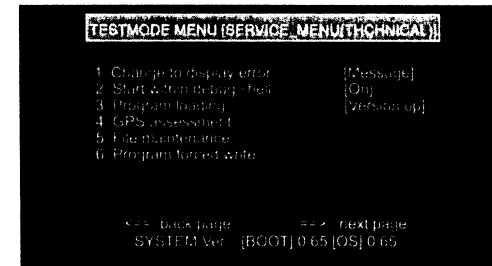 TESTMODE MENU [SERVICE_MENU(THCHNICAL)]
1 Change to display error [Message]
2 Start within debug shell [On]
3 Program loading [Version up]
4 GPS assessment
5 File maintenance
6 Program forced write
<== back page ==> next page
SYSTEM Ver. [BOOT] 0.65 [OS] 0.65